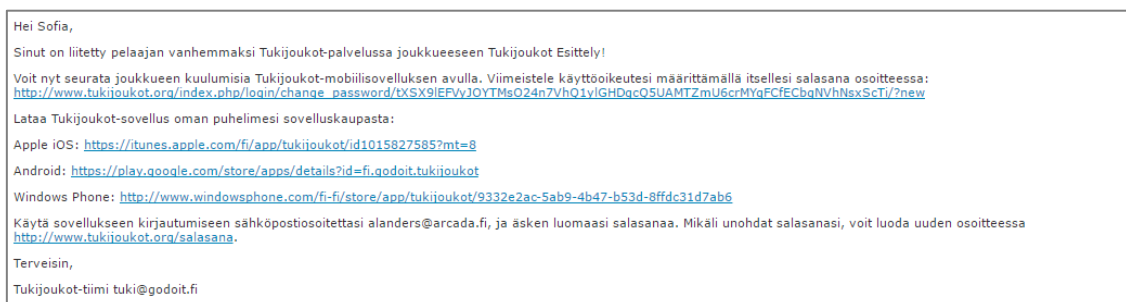 Hei Sofia,
Sinut on liitetty pelaajan vanhemmaksi Tukijoukot-palvelussa joukkueeseen Tukijoukot Esittely!
Voit nyt seurata joukkueen kuulumisia Tukijoukot-mobiilisovelluksen avulla. Viimeistele käyttöoikeutesi määrittämällä itsellesi salasana osoitteessa:
http://www.tukijoukot.org/index.php/login/change_password/tXSX9lEFVyJOYTMsO24n7VhQ1ylGHDgcQ5UAMTZmU6crMYgFCfECbgNVhNsxScTi/?new
Lataa Tukijoukot-sovellus oman puhelimesi sovelluskaupasta:
Apple iOS: https://itunes.apple.com/fi/app/tukijoukot/id1015827585?mt=8
Android: https://play.google.com/store/apps/details?id=fi.godoit.tukijoukot
Windows Phone: http://www.windowsphone.com/fi-fi/store/app/tukijoukot/9332e2ac-5ab9-4b47-b53d-8ffdc31d7ab6
Käytä sovellukseen kirjautumiseen sähköpostiosoitettasi alanders@arcada.fi, ja äsken luomaasi salasanaa. Mikäli unohdat salasanasi, voit luoda uuden osoitteessa
http://www.tukijoukot.org/salasana.
Terveisin,
Tukijoukot-tiimi tuki@godoit.fi